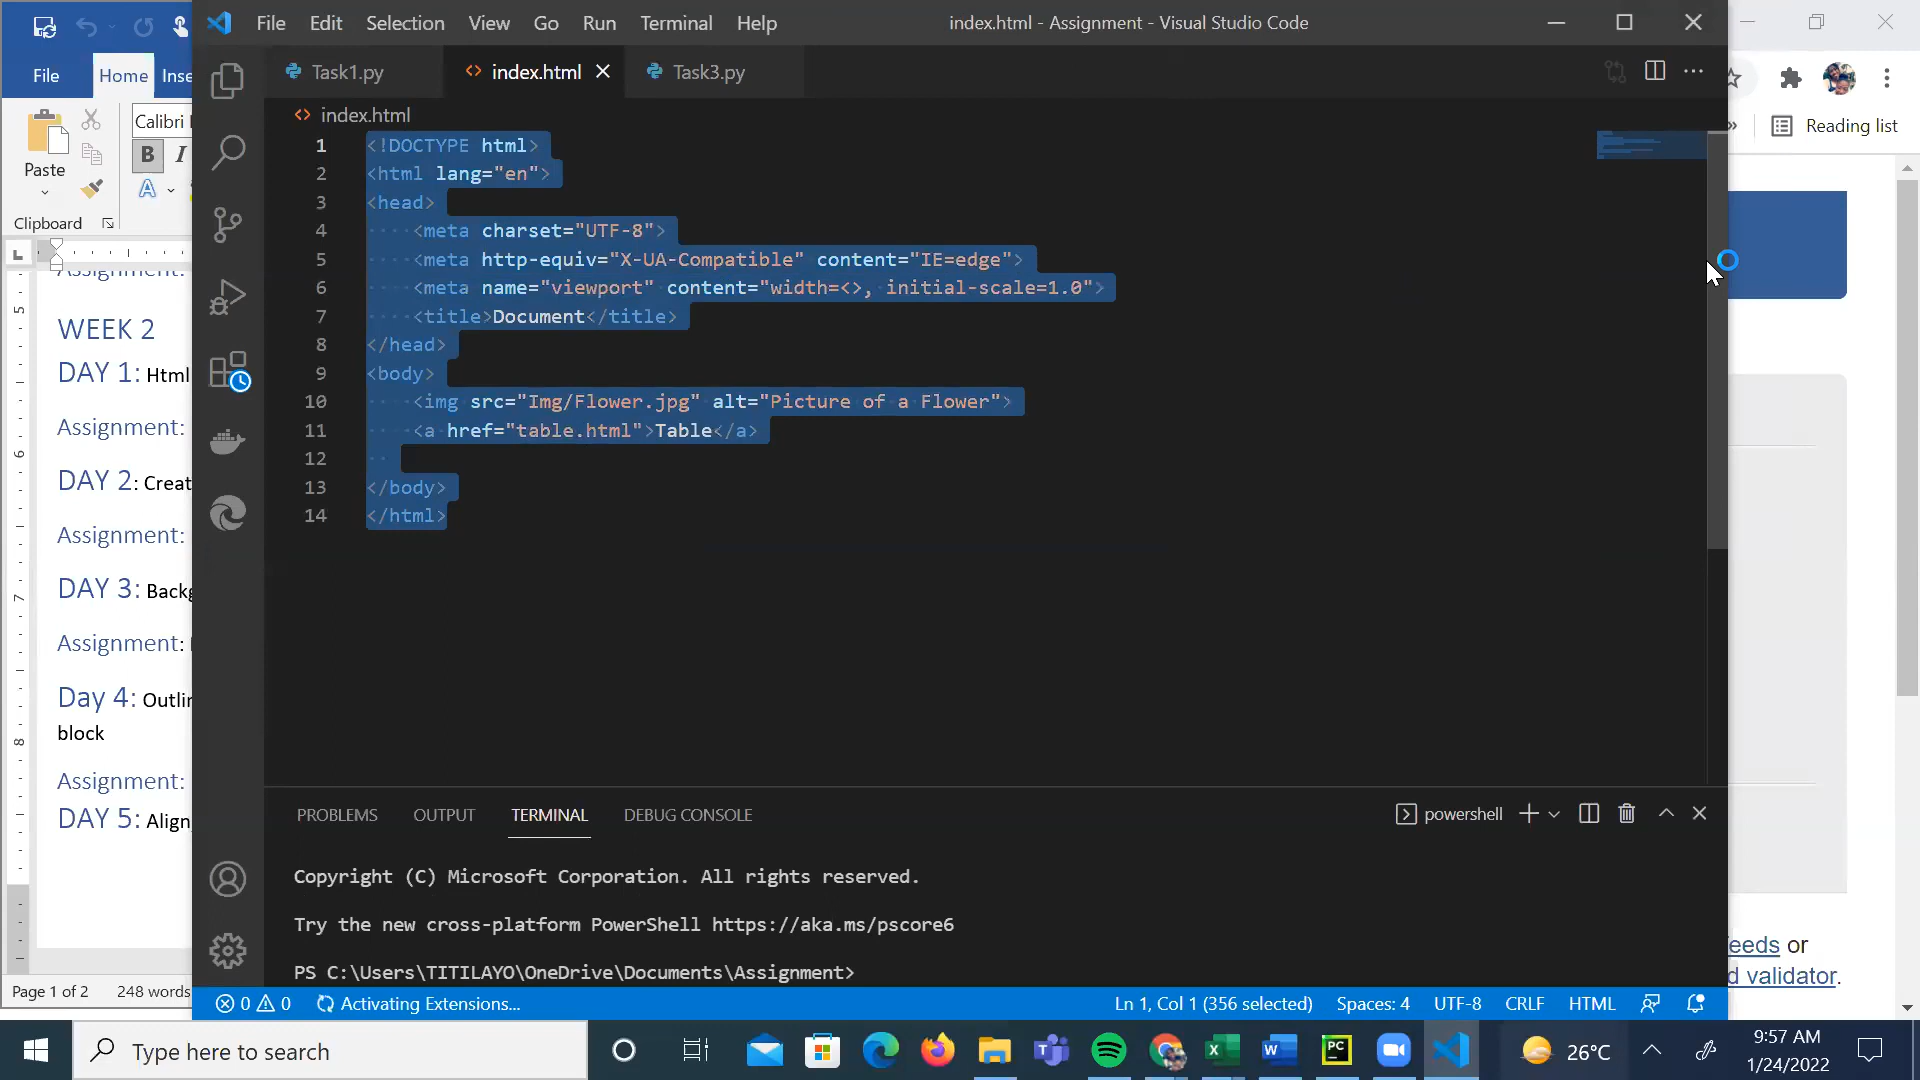 File Edit Selection View Go Run Terminal Help
index.html - Assignment - Visual Studio Code
File Home Inse
Task1.py
index.html
Task3.py
Calibri
Paste
B I
A
Clipboard
Reading list
index.html
1 <!DOCTYPE html>
2 <html lang="en">
3 <head>
4 <meta charset="UTF-8">
5 <meta http-equiv="X-UA-Compatible" content="IE=edge">
6 <meta name="viewport" content="width=<>, initial-scale=1.0">
7 <title>Document</title>
8 </head>
9 <body>
10 <img src="Img/Flower.jpg" alt="Picture of a Flower">
11 <a href="table.html">Table</a>
12
13 </body>
14 </html>
5
6
7
8
Assignment:
WEEK 2
DAY 1: Html
Assignment:
DAY 2: Creat
Assignment:
DAY 3: Backg
Assignment:
Day 4: Outlin
block
Assignment:
DAY 5: Align,
PROBLEMS OUTPUT TERMINAL DEBUG CONSOLE
powershell
Copyright (C) Microsoft Corporation. All rights reserved.
Try the new cross-platform PowerShell https://aka.ms/pscore6
PS C:\Users\TITILAYO\OneDrive\Documents\Assignment>
eeds or
d validator.
Page 1 of 2 248 words
0 0 Activating Extensions...
Ln 1, Col 1 (356 selected) Spaces: 4 UTF-8 CRLF HTML
Type here to search
26°C
9:57 AM
1/24/2022